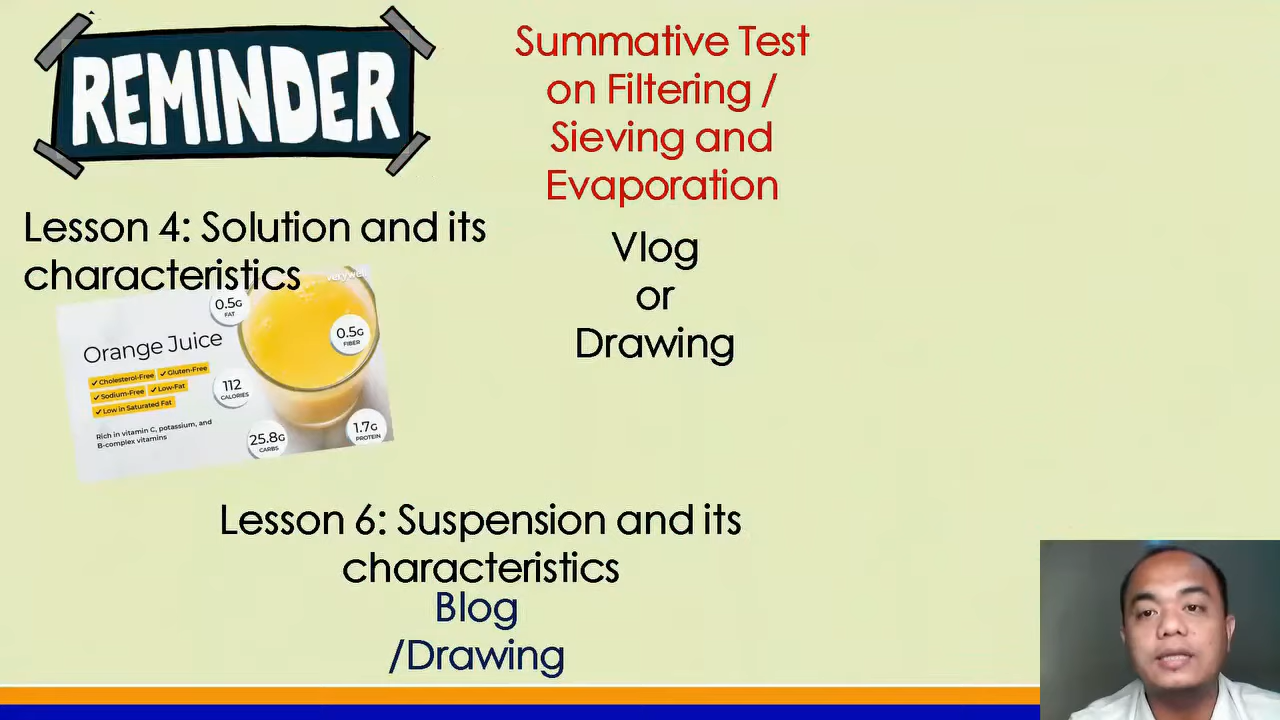 REMINDER
Summative Test
on Filtering /
Sieving and
Evaporation
Vlog
or
Drawing
Lesson 4: Solution and its
characteristics
verywell
0.5G
FAT
0.5G
FIBER
Orange Juice
✓ Cholesterol-Free ✓ Gluten-Free
✓ Sodium-Free ✓ Low-Fat
✓ Low in Saturated Fat
112
CALORIES
Rich in vitamin C, potassium, and
B-complex vitamins
25.8G
CARBS
1.7G
PROTEIN
Lesson 6: Suspension and its
characteristics
Blog
/Drawing